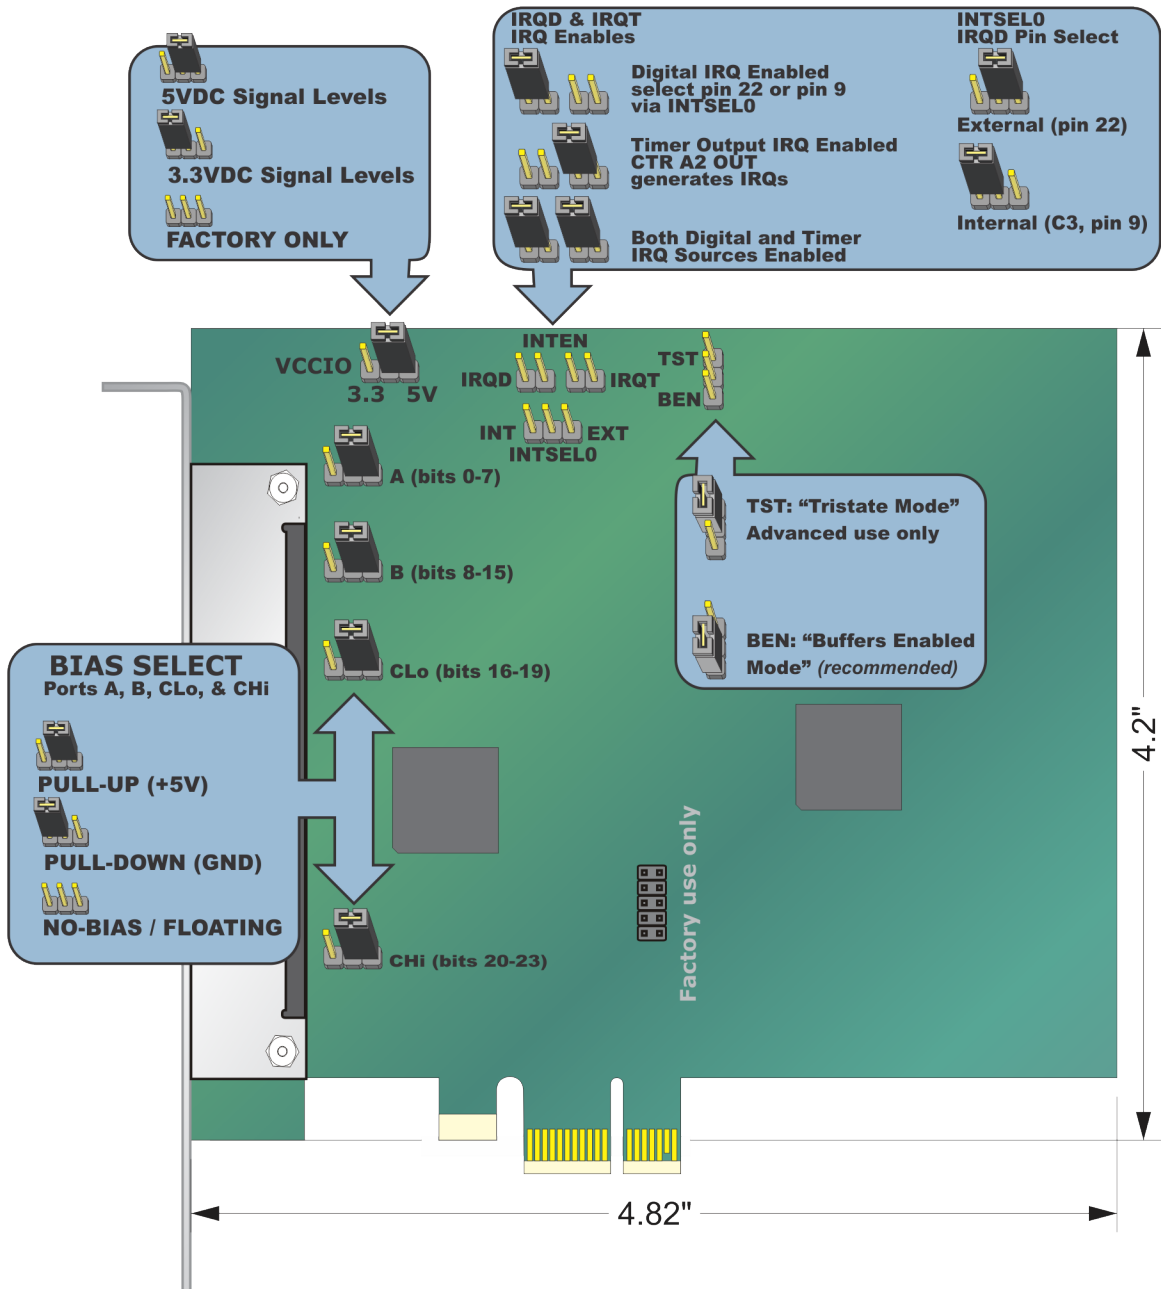 IRQD & IRQT
IRQ Enables
INTSEL0
IRQD Pin Select
5VDC Signal Levels
3.3VDC Signal Levels
FACTORY ONLY
Digital IRQ Enabled
select pin 22 or pin 9
via INTSEL0
Timer Output IRQ Enabled
CTR A2 OUT
generates IRQs
Both Digital and Timer
IRQ Sources Enabled
External (pin 22)
Internal (C3, pin 9)
VCCIO
3.3 5V
INTEN
IRQD
IRQT
INT
EXT
INTSEL0
TST
BEN
A (bits 0-7)
B (bits 8-15)
CLo (bits 16-19)
CHi (bits 20-23)
TST: “Tristate Mode”
Advanced use only
BEN: “Buffers Enabled
Mode” (recommended)
BIAS SELECT
Ports A, B, CLo, & CHi
PULL-UP (+5V)
PULL-DOWN (GND)
NO-BIAS / FLOATING
Factory use only
4.2"
4.82"